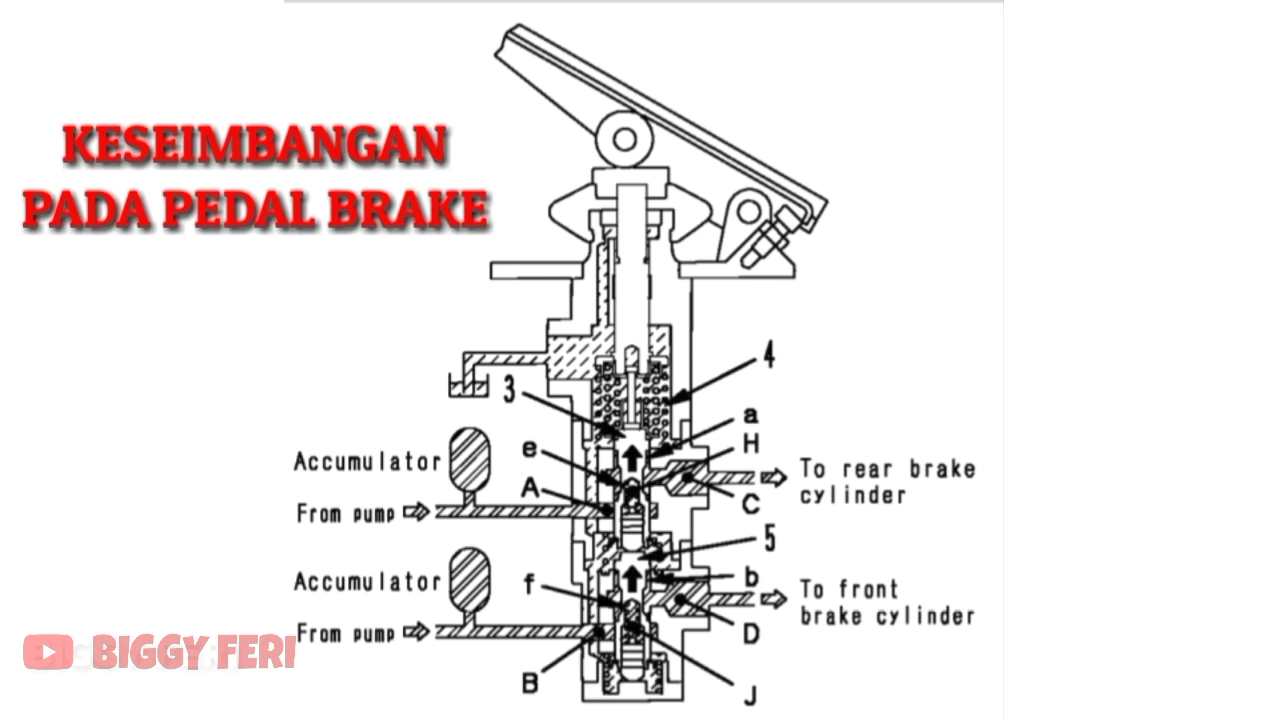 KESEIMBANGAN
PADA PEDAL BRAKE
4
3
a
e
H
Accumulator
To rear brake
cylinder
A
C
From pump
5
Accumulator
f
b
To front
brake cylinder
From pump
D
BIGGY FERI
B
J